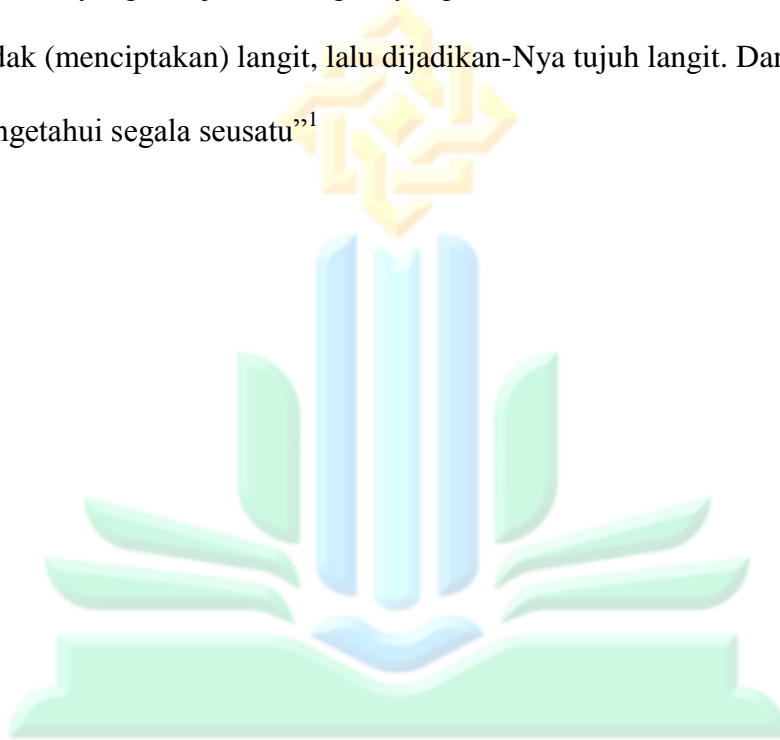 dak (menciptakan) langit, lalu dijadikan-Nya tujuh langit. Dan
ngetahui segala seusatu”¹